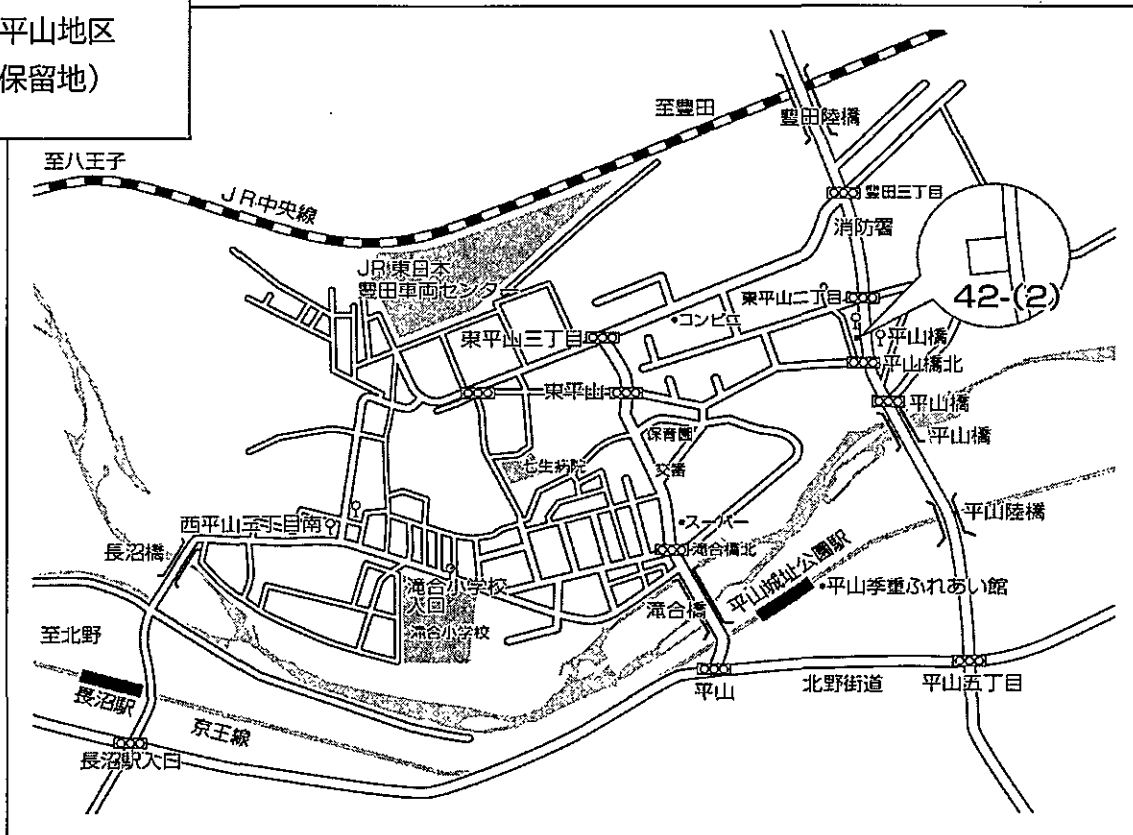 平山地区
保留地)
至八王子
JR中央線
至豊田
豊田陸橋
豊田三丁目
消防署
JR東日本
豊田車両センター
東平山二丁目
42-(2)
・コンビニ
東平山三丁目
平山橋
平山橋北
東平山
平山橋
平山橋
保育園
七生病院
交番
西平山三丁目南
・スーパー
平山陸橋
長沼橋
滝合橋北
平山城址公園駅
滝合小学校
入口
・平山季重ふれあい館
滝合橋
至北野
滝合小学校
長沼駅
平山
北野街道
平山五丁目
京王線
長沼駅入口